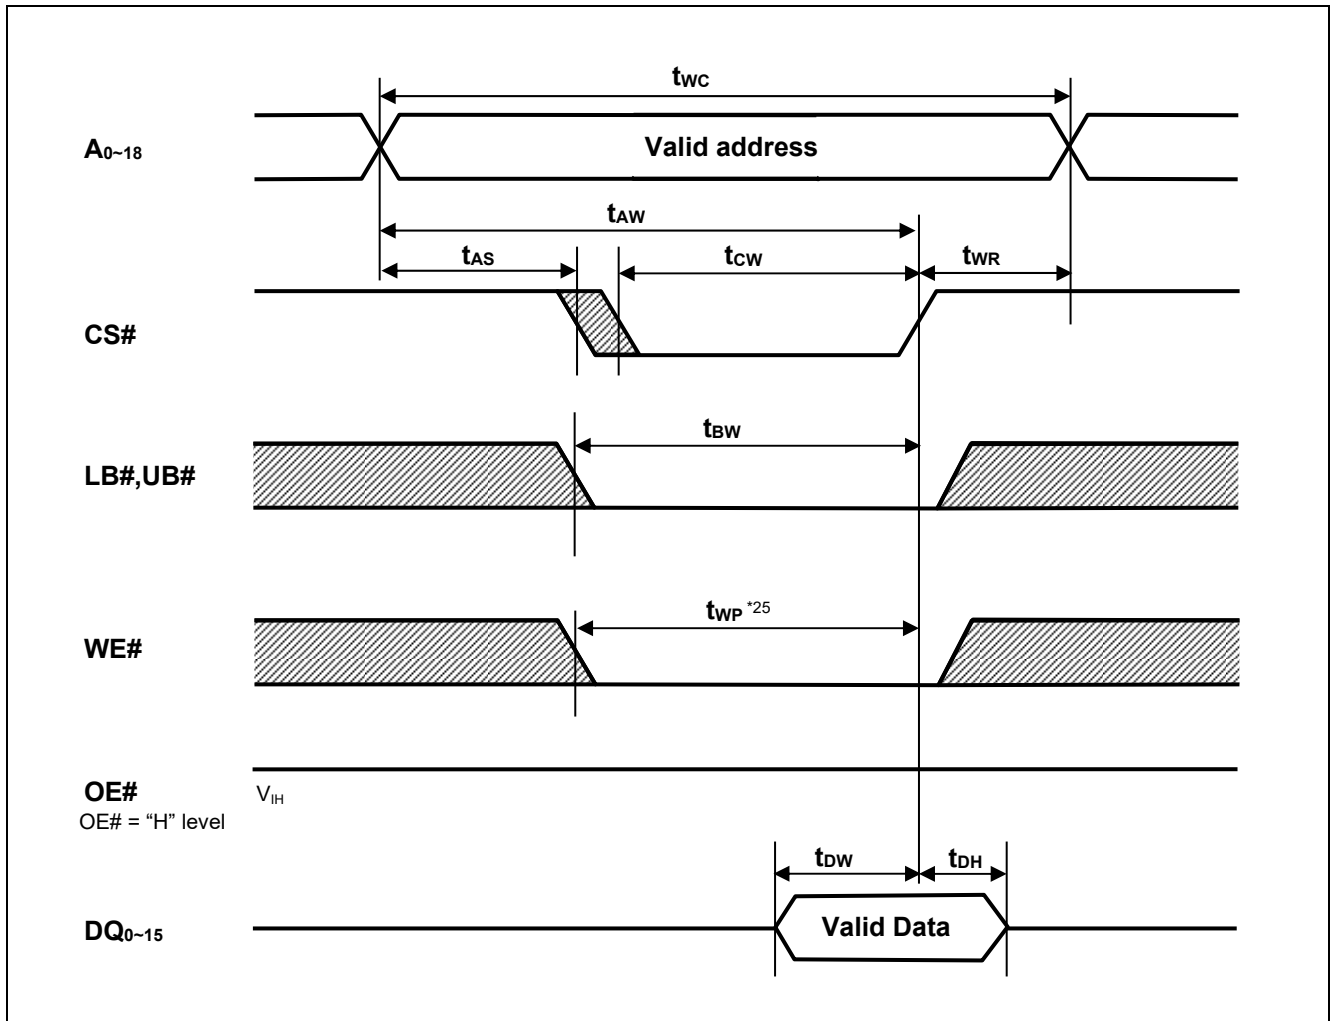 tWC
A0~18
Valid address
tAW
tAS
tCW
tWR
CS#
tBW
LB#,UB#
tWP *25
WE#
OE#
VIH
OE# = “H” level
tDW
tDH
DQ0~15
Valid Data